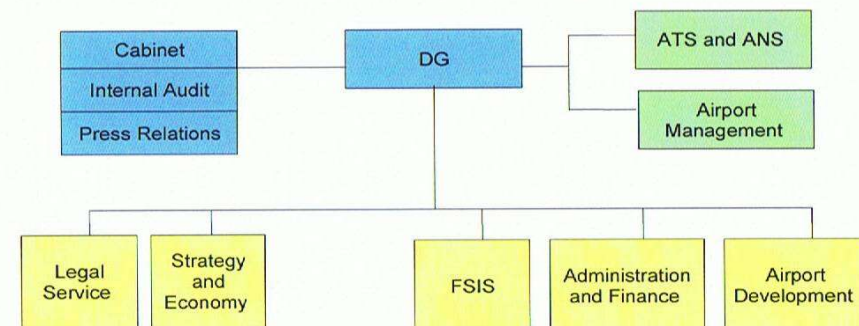 Cabinet
Internal Audit
Press Relations
DG
ATS and ANS
Airport
Management
Legal
Service
Strategy
and
Economy
FSIS
Administration
and Finance
Airport
Development